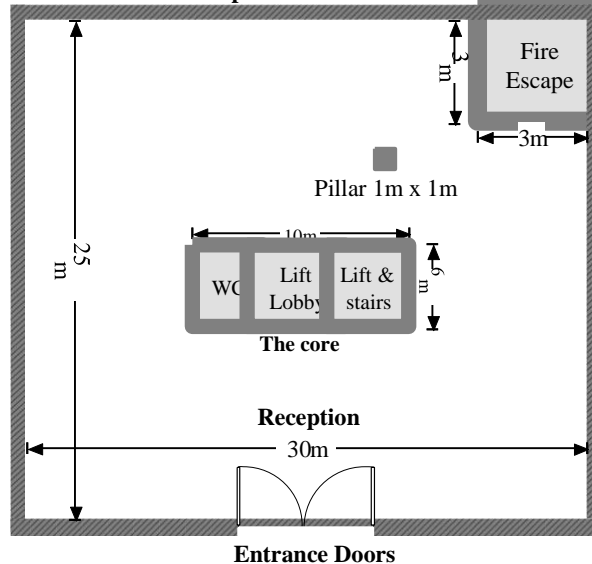 Fire
Escape
3
m
3m
Pillar 1m x 1m
10m
25
m
6
m
WC
Lift
Lobby
Lift &
stairs
The core
Reception
30m
Entrance Doors